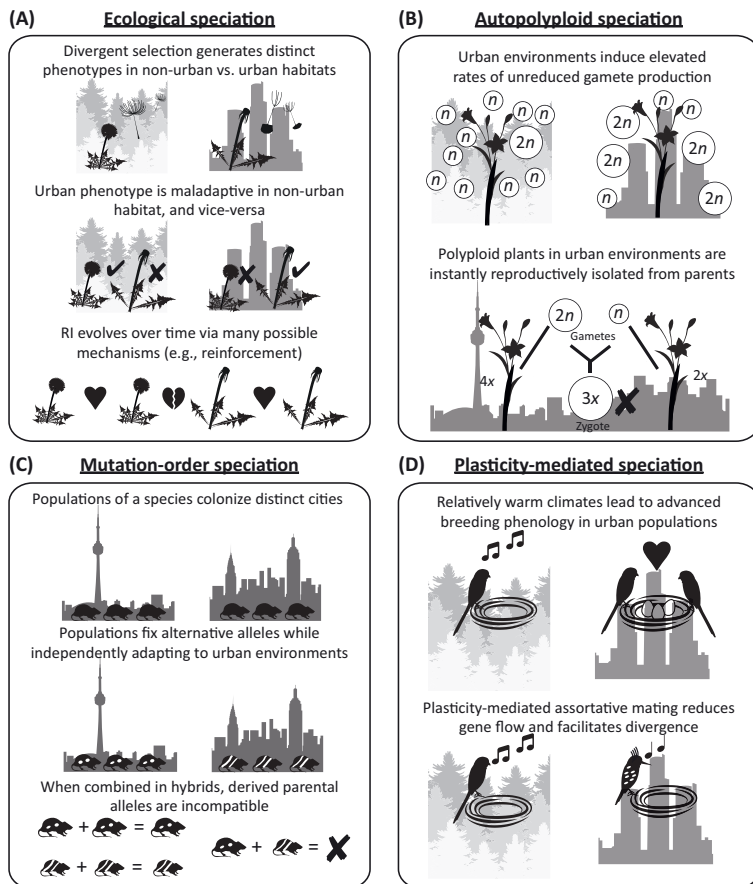 (A) Ecological speciation
Divergent selection generates distinct
phenotypes in non-urban vs. urban habitats
Urban phenotype is maladaptive in non-urban
habitat, and vice-versa
RI evolves over time via many possible
mechanisms (e.g., reinforcement)
(B) Autopolyploid speciation
Urban environments induce elevated
rates of unreduced gamete production
n n n n n 2n n n n n n
n 2n n 2n 2n n 2n
Polyploid plants in urban environments are
instantly reproductively isolated from parents
2n n
Gametes
4x 3x 2x
Zygote
(C) Mutation-order speciation
Populations of a species colonize distinct cities
Populations fix alternative alleles while
independently adapting to urban environments
When combined in hybrids, derived parental
alleles are incompatible
+ =
+ =
+ =
(D) Plasticity-mediated speciation
Relatively warm climates lead to advanced
breeding phenology in urban populations
Plasticity-mediated assortative mating reduces
gene flow and facilitates divergence